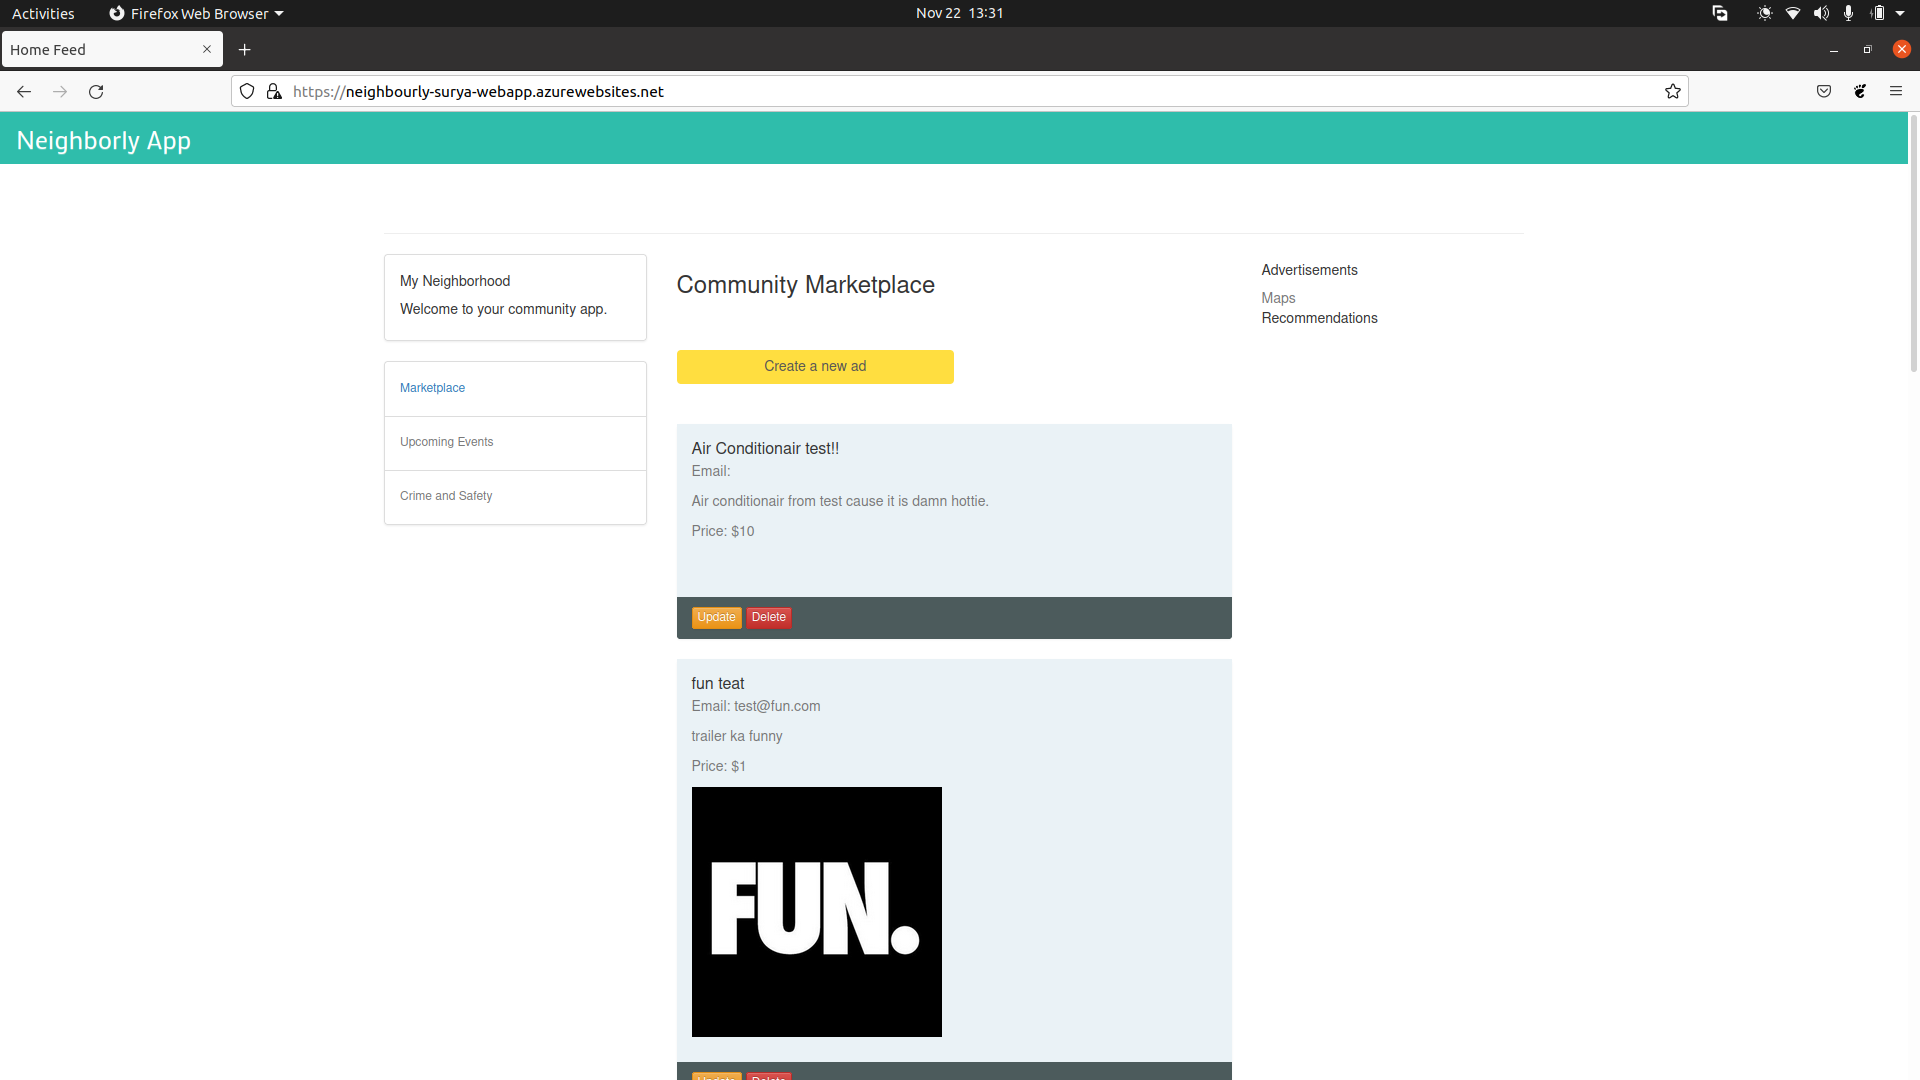 Activities
Firefox Web Browser
Nov 22 13:31
Home Feed
https://neighbourly-surya-webapp.azurewebsites.net
Neighborly App
My Neighborhood
Welcome to your community app.
Marketplace
Upcoming Events
Crime and Safety
Community Marketplace
Create a new ad
Air Conditionair test!!
Email:
Air conditionair from test cause it is damn hottie.
Price: $10
Update Delete
fun teat
Email: test@fun.com
trailer ka funny
Price: $1
FUN.
Update Delete
Advertisements
Maps
Recommendations